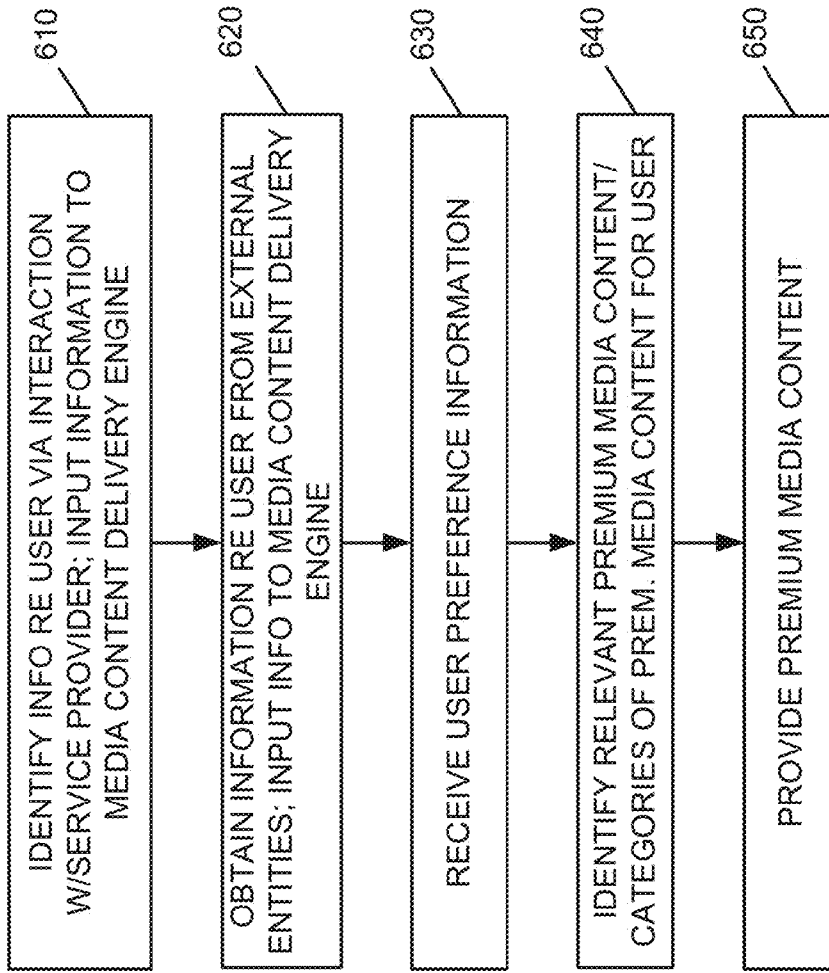 IDENTIFY INFO RE USER VIA INTERACTION
W/SERVICE PROVIDER; INPUT INFORMATION TO
MEDIA CONTENT DELIVERY ENGINE
610
OBTAIN INFORMATION RE USER FROM EXTERNAL
ENTITIES; INPUT INFO TO MEDIA CONTENT DELIVERY
ENGINE
620
RECEIVE USER PREFERENCE INFORMATION
630
IDENTIFY RELEVANT PREMIUM MEDIA CONTENT/
CATEGORIES OF PREM. MEDIA CONTENT FOR USER
640
PROVIDE PREMIUM MEDIA CONTENT
650